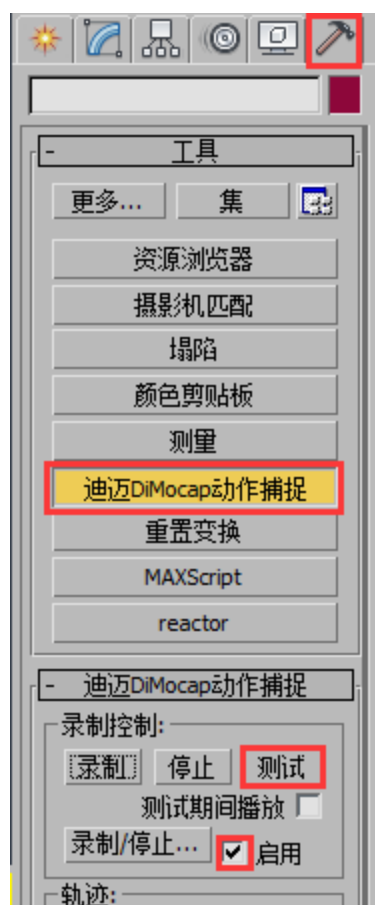 - 工具
更多... 集
资源浏览器
摄影机匹配
塌陷
颜色剪贴板
测量
迪迈DiMocap动作捕捉
重置变换
MAXScript
reactor
- 迪迈DiMocap动作捕捉
录制控制:
录制 停止 测试
测试期间播放
录制/停止... 启用
轨迹: